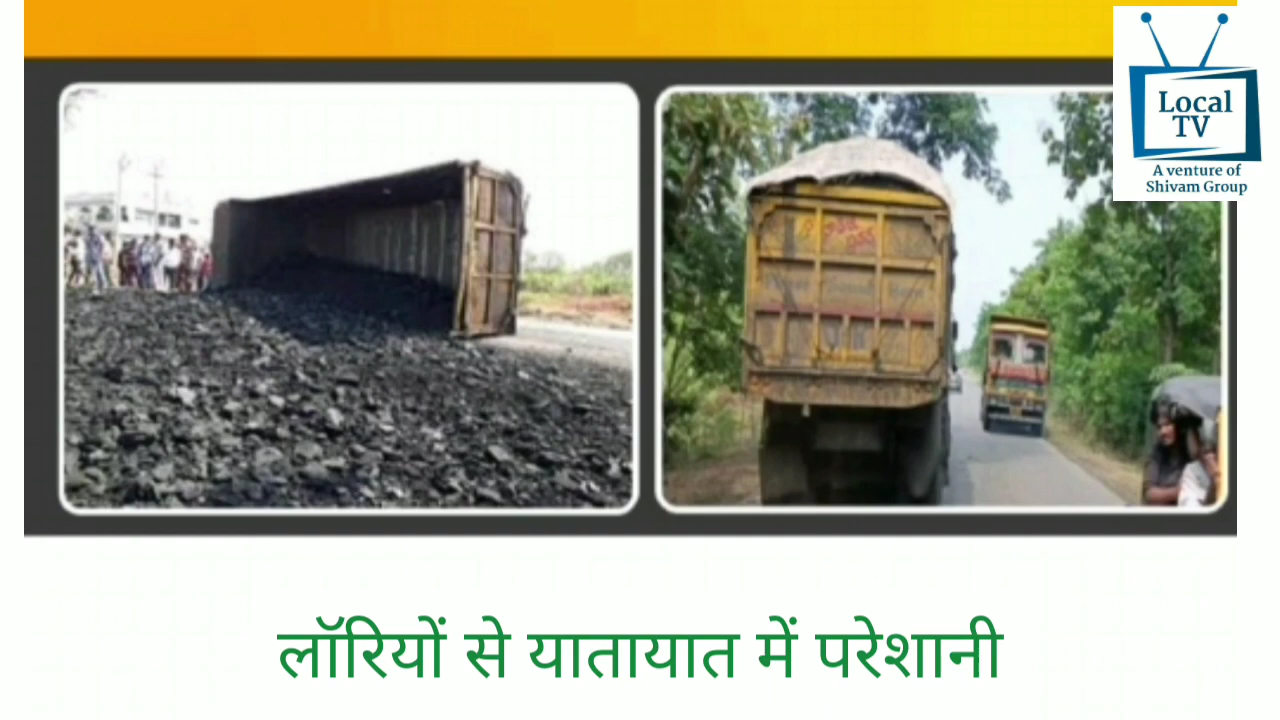 Local
TV
A venture of
Shivam Group
लॉरियों से यातायात में परेशानी